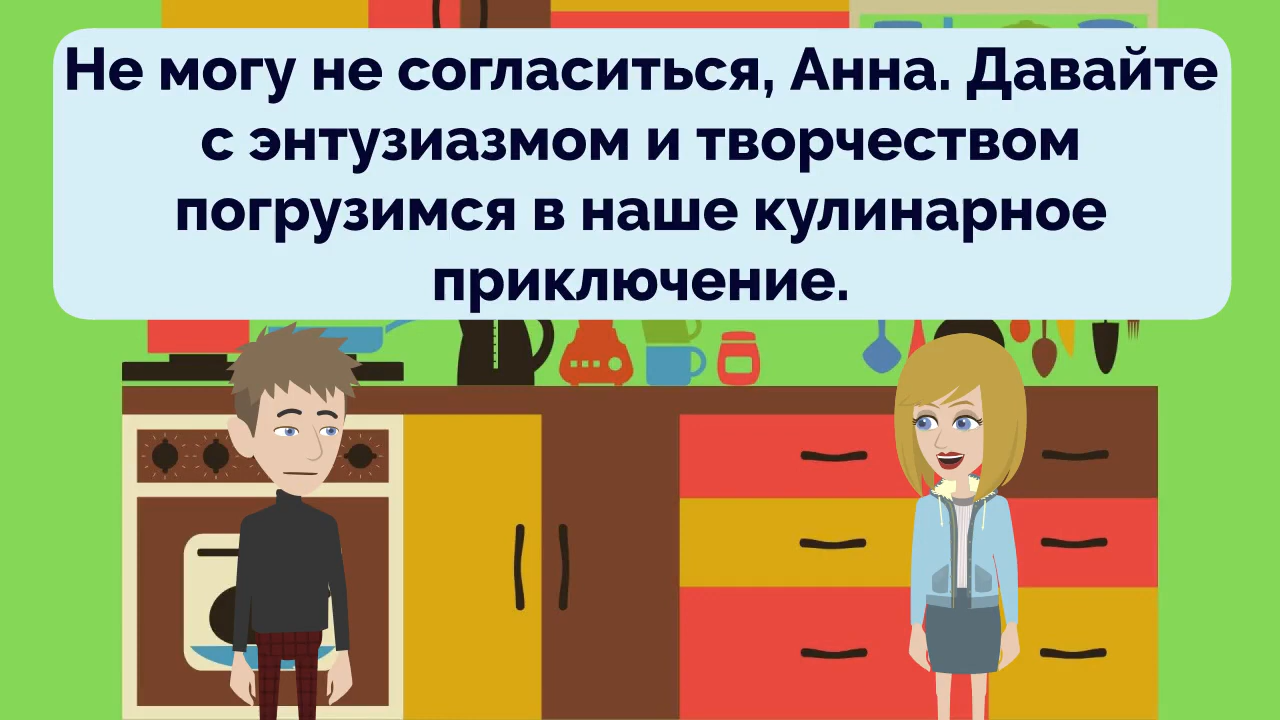 Не могу не согласиться, Анна. Давайте
с энтузиазмом и творчеством
погрузимся в наше кулинарное
приключение.